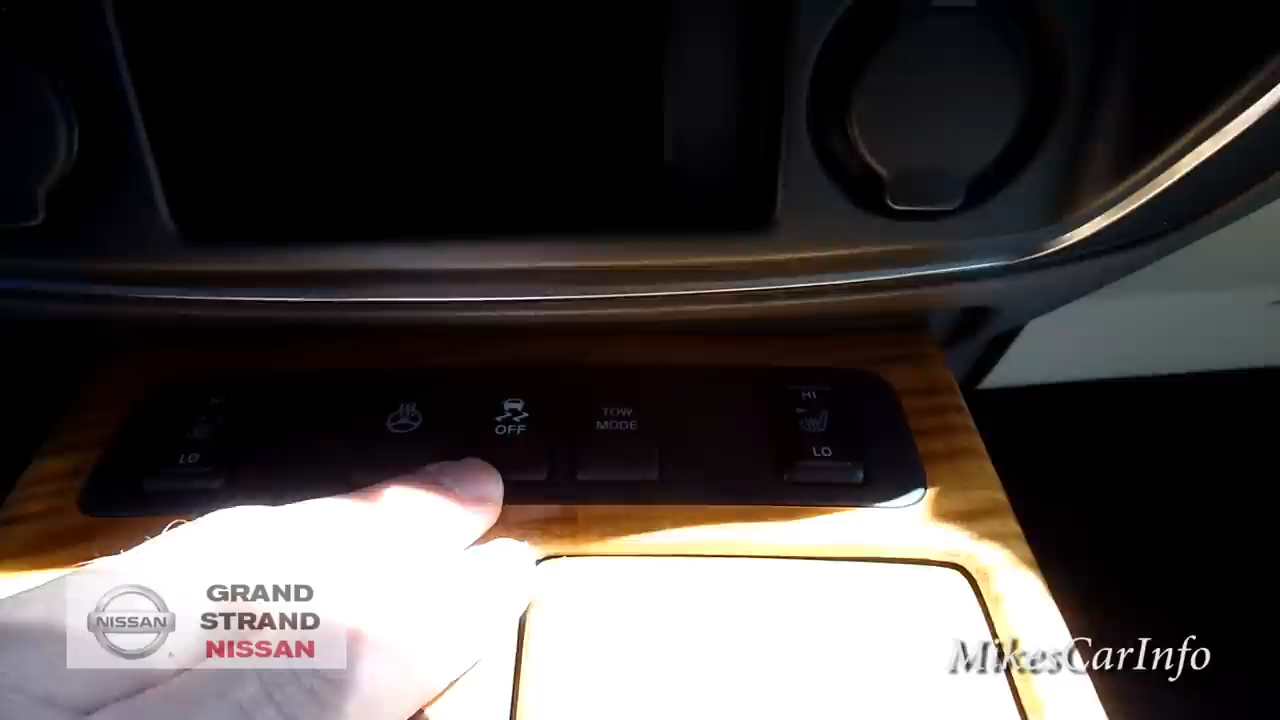 HI
LO
OFF
TOW
MODE
HI
LO
NISSAN
GRAND
STRAND
NISSAN
MikesCarInfo